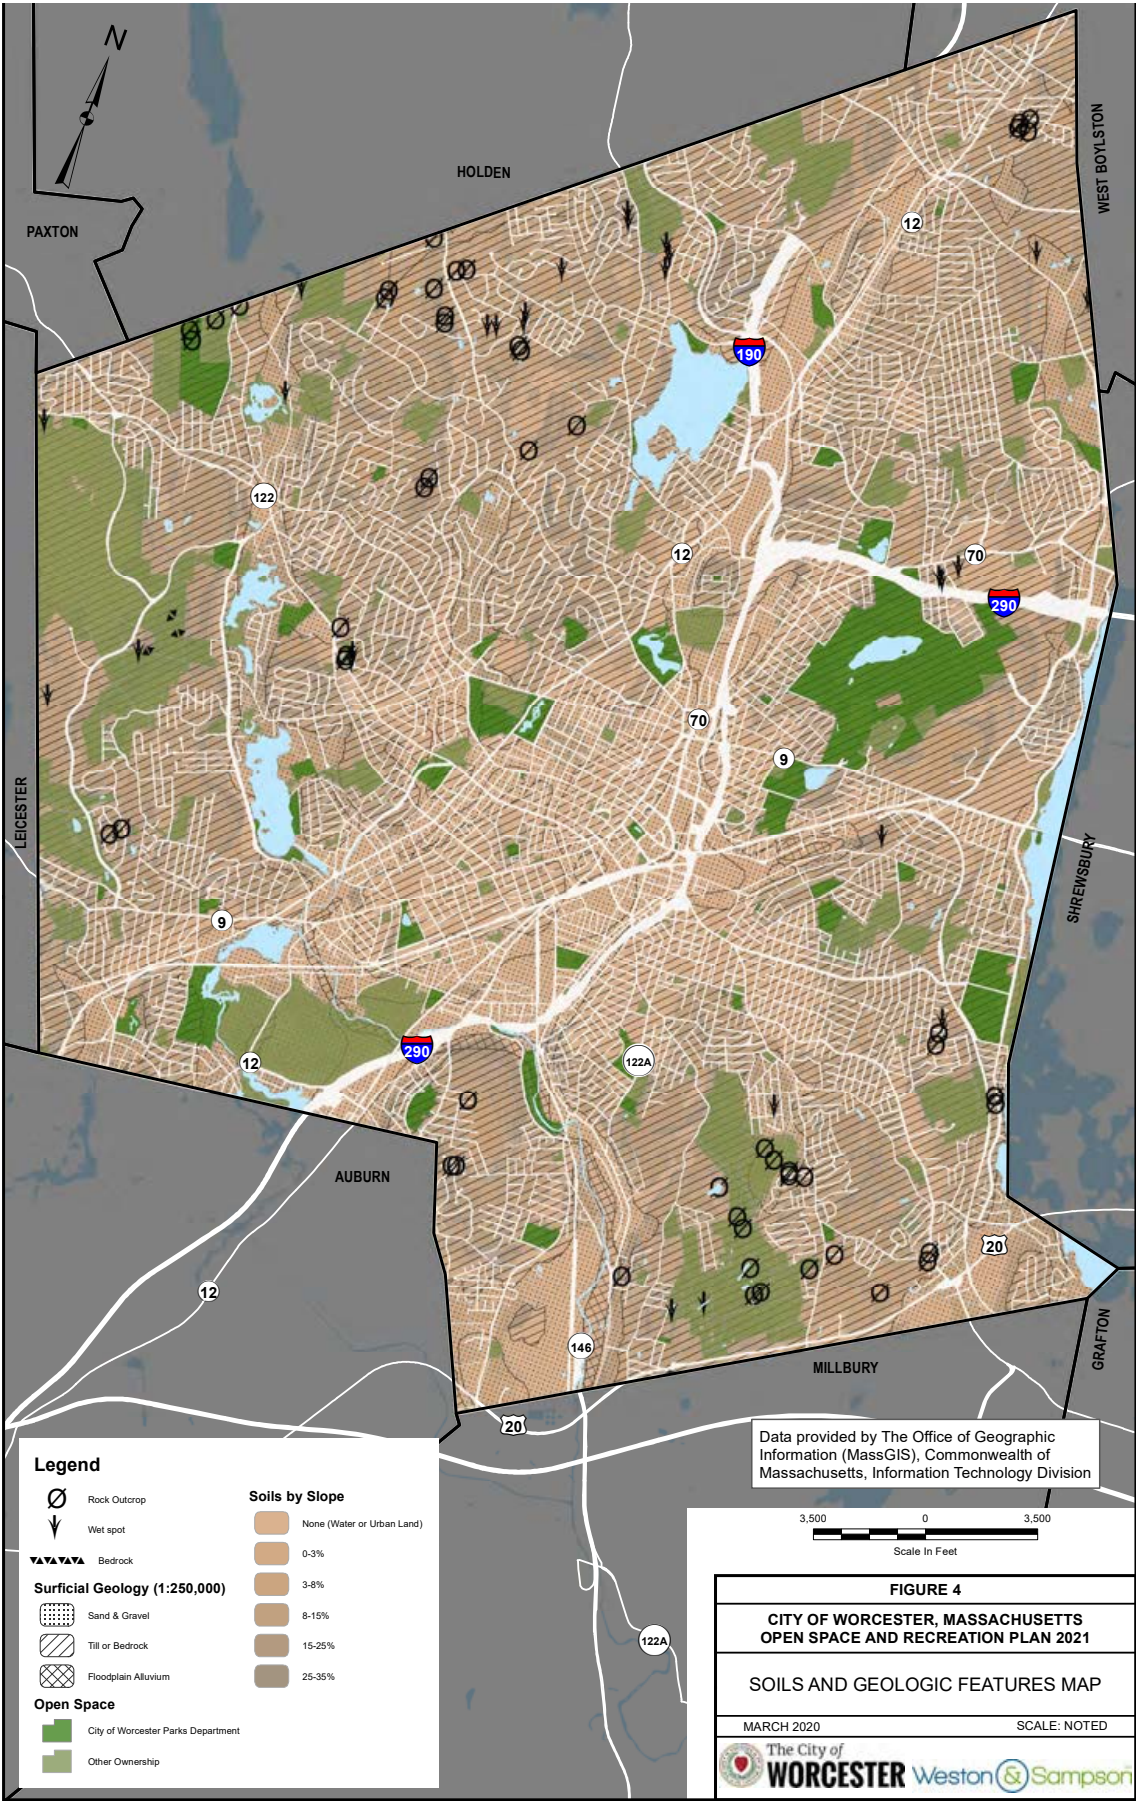 N
HOLDEN
WEST BOYLSTON
PAXTON
12
190
122
12
70
290
70
9
LEICESTER
SHREWSBURY
9
12
290
122A
AUBURN
20
12
146
MILLBURY
GRAFTON
20
Data provided by The Office of Geographic
Information (MassGIS), Commonwealth of
Massachusetts, Information Technology Division
Legend
Rock Outcrop
Wet spot
Bedrock
Surficial Geology (1:250,000)
Sand & Gravel
Till or Bedrock
Floodplain Alluvium
Open Space
City of Worcester Parks Department
Other Ownership
Soils by Slope
None (Water or Urban Land)
0-3%
3-8%
8-15%
15-25%
25-35%
3,500 0 3,500
Scale In Feet
122A
FIGURE 4
CITY OF WORCESTER, MASSACHUSETTS
OPEN SPACE AND RECREATION PLAN 2021
SOILS AND GEOLOGIC FEATURES MAP
MARCH 2020 SCALE: NOTED
The City of
WORCESTER
Weston & Sampson